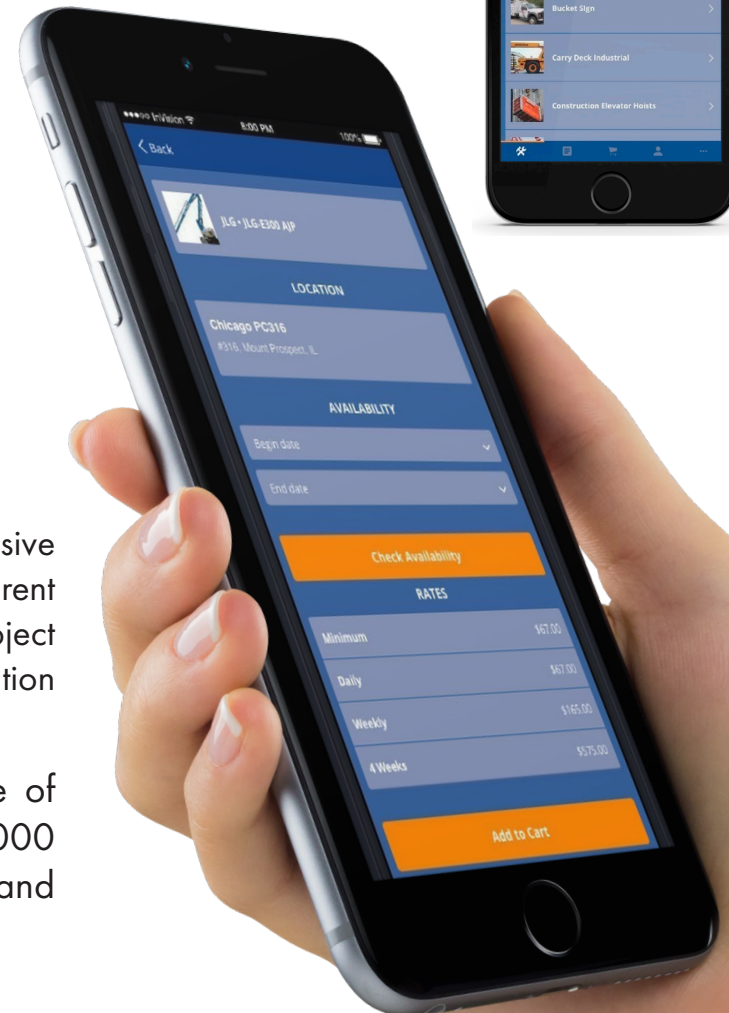 Bucket Sign
Carry Deck Industrial
Construction Elevator Hoists
InVision
8:00 PM
100%
Back
JLG • JLG E300 AJP
LOCATION
Chicago PC316
#316, Mount Prospect, IL
AVAILABILITY
Begin date
End date
Check Availability
RATES
Minimum $67.00
Daily $67.00
Weekly $165.00
4 Weeks $575.00
Add to Cart
sive
rent
oject
tion
e of
000
and